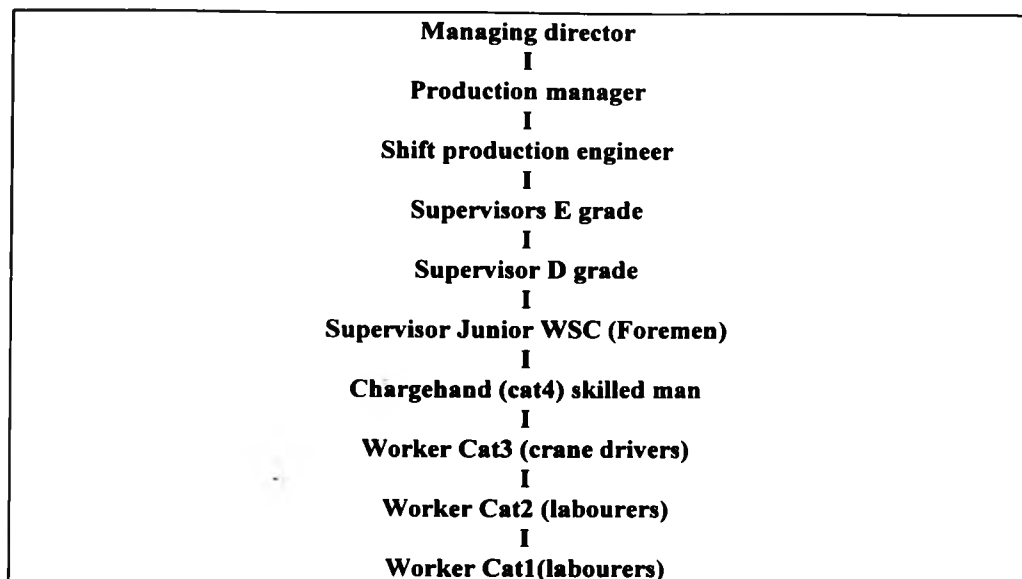 Managing director
I
Production manager
I
Shift production engineer
I
Supervisors E grade
I
Supervisor D grade
I
Supervisor Junior WSC (Foremen)
I
Chargehand (cat4) skilled man
I
Worker Cat3 (crane drivers)
I
Worker Cat2 (labourers)
I
Worker Cat1(labourers)